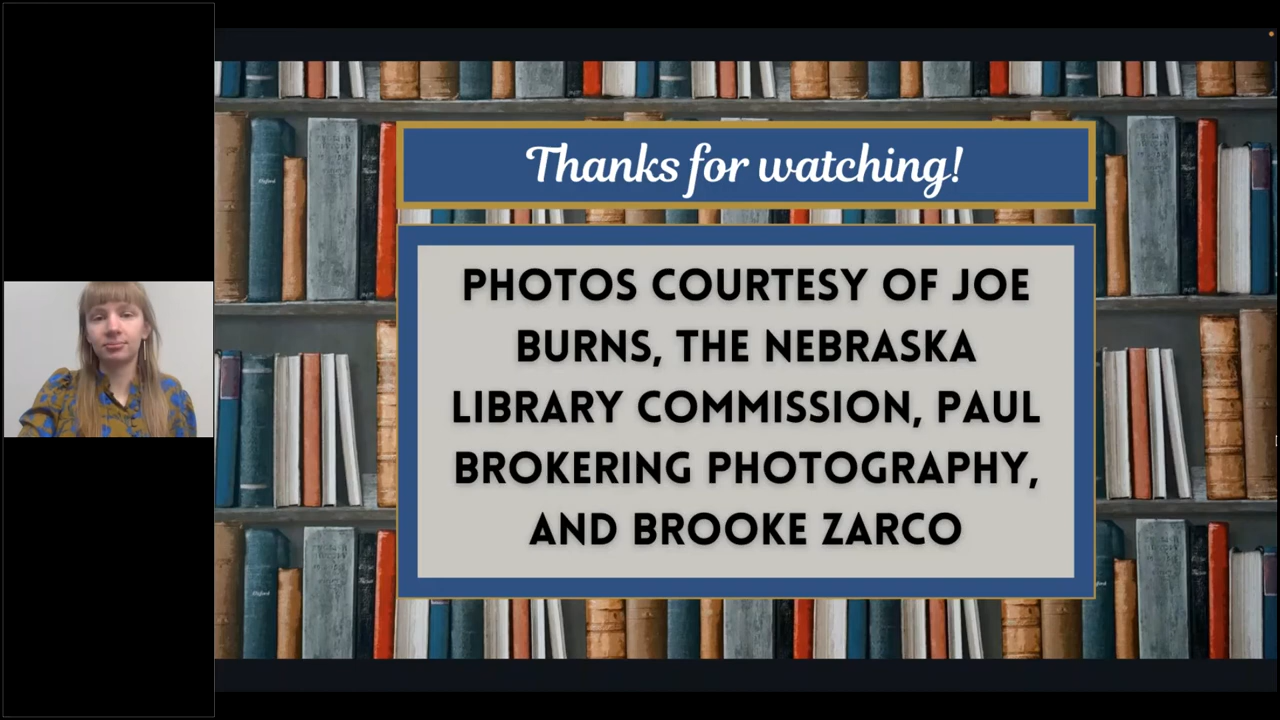 Thanks for watching!
PHOTOS COURTESY OF JOE
BURNS, THE NEBRASKA
LIBRARY COMMISSION, PAUL
BROKERING PHOTOGRAPHY,
AND BROOKE ZARCO